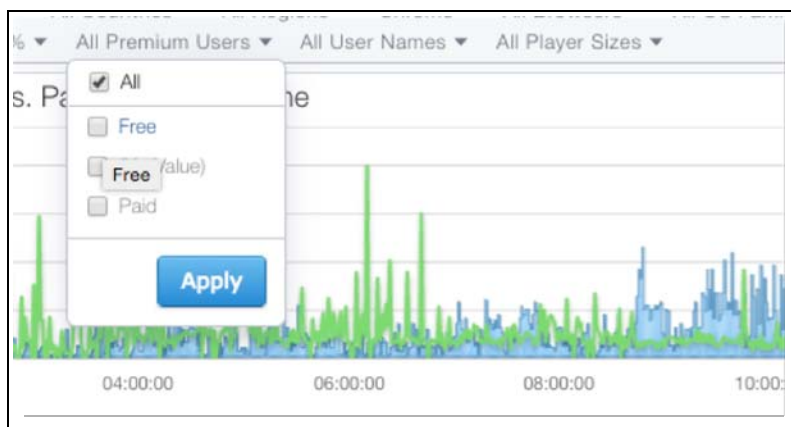 % All Premium Users All User Names All Player Sizes
All
s. Pa ne
Free
Value)
Free
Paid
Apply
04:00:00 06:00:00 08:00:00 10:00: